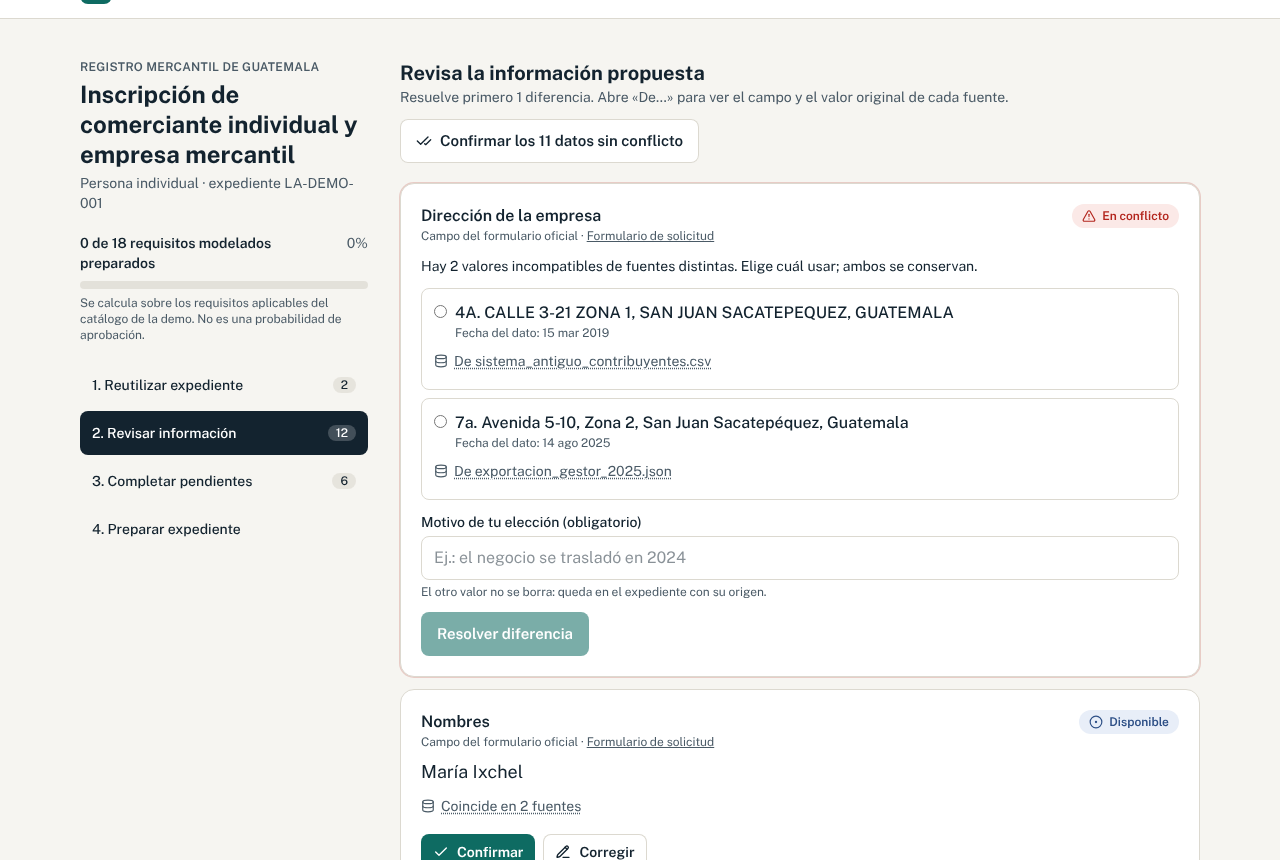 REGISTRO MERCANTIL DE GUATEMALA
Inscripción de
comerciante individual y
empresa mercantil
Persona individual · expediente LA-DEMO-
001
0 de 18 requisitos modelados
preparados
0%
Se calcula sobre los requisitos aplicables del
catálogo de la demo. No es una probabilidad de
aprobación.
1. Reutilizar expediente 2
2. Revisar información 12
3. Completar pendientes 6
4. Preparar expediente
Revisa la información propuesta
Resuelve primero 1 diferencia. Abre «De…» para ver el campo y el valor original de cada fuente.
Confirmar los 11 datos sin conflicto
Dirección de la empresa
En conflicto
Campo del formulario oficial · Formulario de solicitud
Hay 2 valores incompatibles de fuentes distintas. Elige cuál usar; ambos se conservan.
4A. CALLE 3-21 ZONA 1, SAN JUAN SACATEPEQUEZ, GUATEMALA
Fecha del dato: 15 mar 2019
De sistema_antiguo_contribuyentes.csv
7a. Avenida 5-10, Zona 2, San Juan Sacatepéquez, Guatemala
Fecha del dato: 14 ago 2025
De exportacion_gestor_2025.json
Motivo de tu elección (obligatorio)
Ej.: el negocio se trasladó en 2024
El otro valor no se borra: queda en el expediente con su origen.
Resolver diferencia
Nombres
Disponible
Campo del formulario oficial · Formulario de solicitud
María Ixchel
Coincide en 2 fuentes
Confirmar
Corregir